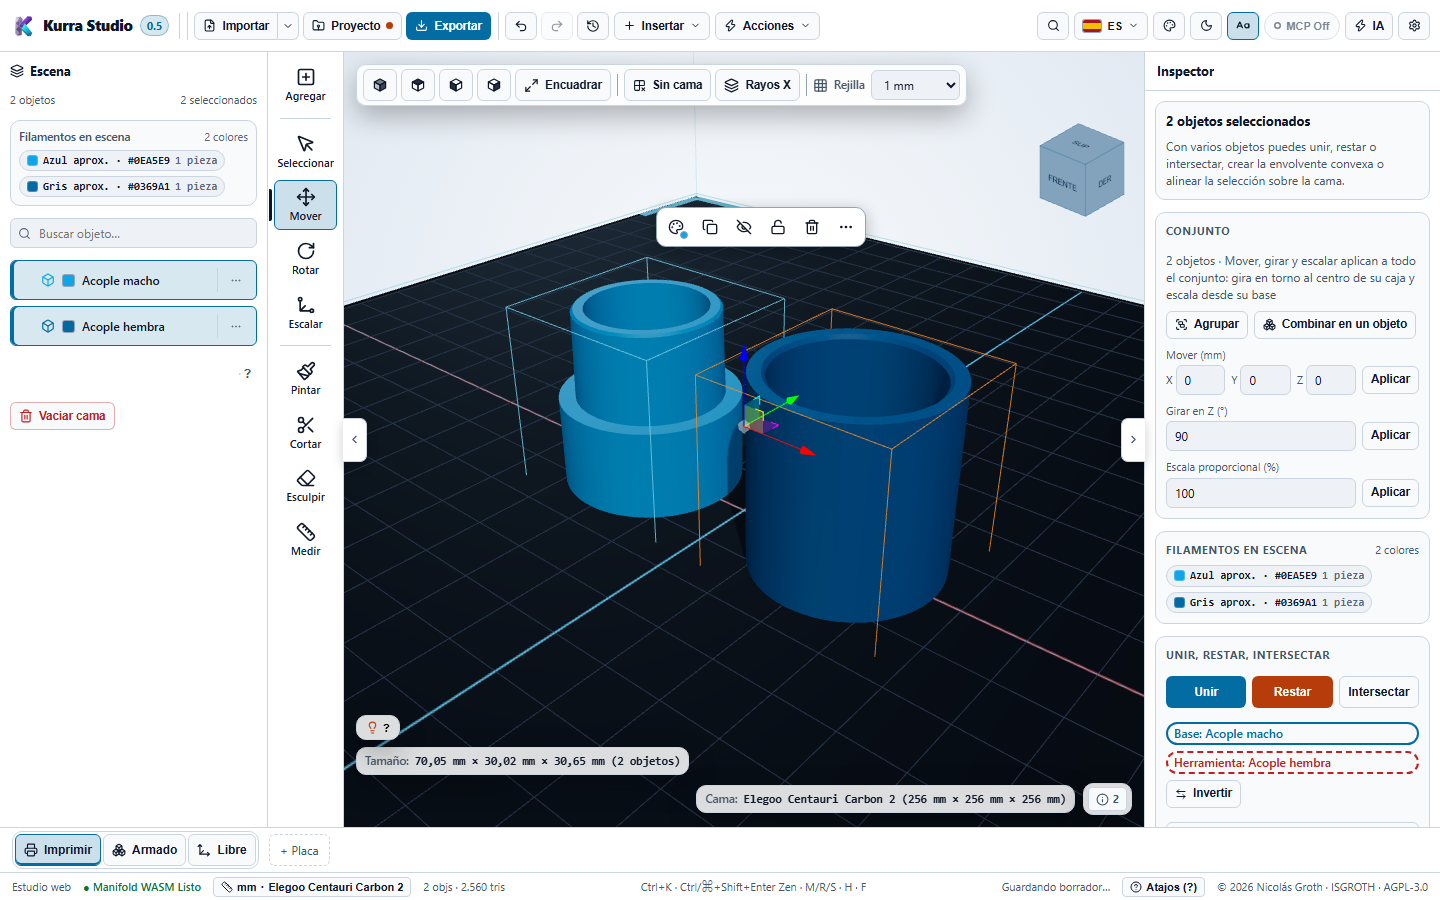 Kurra Studio 0.5
Importar
Proyecto
Exportar
Insertar
Acciones
ES
Aa
MCP Off
IA
Escena
2 objetos 2 seleccionados
Filamentos en escena 2 colores
Azul aprox. · #0EA5E9 1 pieza
Gris aprox. · #0369A1 1 pieza
Buscar objeto...
Acople macho ...
Acople hembra ...
?
Vaciar cama
Agregar
Seleccionar
Mover
Rotar
Escalar
Pintar
Cortar
Esculpir
Medir
Encuadrar
Sin cama
Rayos X
Rejilla
1 mm
SUP
FRENTE
DER
?
Tamaño: 70,05 mm × 30,02 mm × 30,65 mm (2 objetos)
Cama: Elegoo Centauri Carbon 2 (256 mm × 256 mm × 256 mm)
2
Inspector
2 objetos seleccionados
Con varios objetos puedes unir, restar o
intersectar, crear la envolvente convexa o
alinear la selección sobre la cama.
CONJUNTO
2 objetos · Mover, girar y escalar aplican a todo
el conjunto: gira en torno al centro de su caja y
escala desde su base
Agrupar
Combinar en un objeto
Mover (mm)
X 0 Y 0 Z 0 Aplicar
Girar en Z (°)
90 Aplicar
Escala proporcional (%)
100 Aplicar
FILAMENTOS EN ESCENA 2 colores
Azul aprox. · #0EA5E9 1 pieza
Gris aprox. · #0369A1 1 pieza
UNIR, RESTAR, INTERSECTAR
Unir
Restar
Intersectar
Base: Acople macho
Herramienta: Acople hembra
Invertir
Imprimir
Armado
Libre
+ Placa
Estudio web
● Manifold WASM Listo
mm · Elegoo Centauri Carbon 2
2 objs · 2.560 tris
Ctrl+K · Ctrl/⌘+Shift+Enter Zen · M/R/S · H · F
Guardando borrador...
Atajos (?)
© 2026 Nicolás Groth · ISGROTH · AGPL-3.0